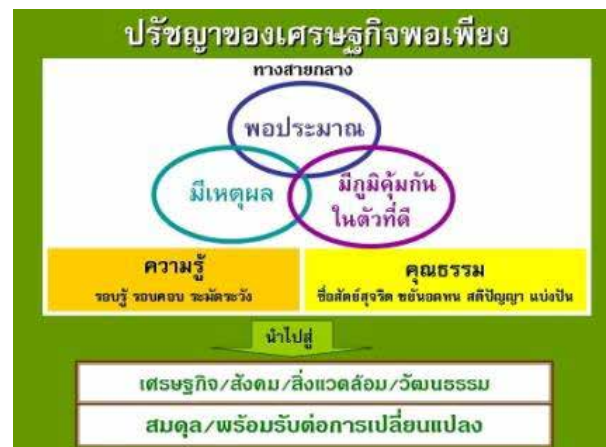 ปรัชญาของเศรษฐกิจพอเพียง
ทางสายกลาง
พอประมาณ
มีเหตุผล
มีภูมิคุ้มกัน
ในตัวที่ดี
ความรู้
รอบรู้ รอบคอบ ระมัดระวัง
คุณธรรม
ซื่อสัตย์สุจริต ขยันอดทน สติปัญญา แบ่งปัน
นำไปสู่
เศรษฐกิจ/สังคม/สิ่งแวดล้อม/วัฒนธรรม
สมดุล/พร้อมรับต่อการเปลี่ยนแปลง